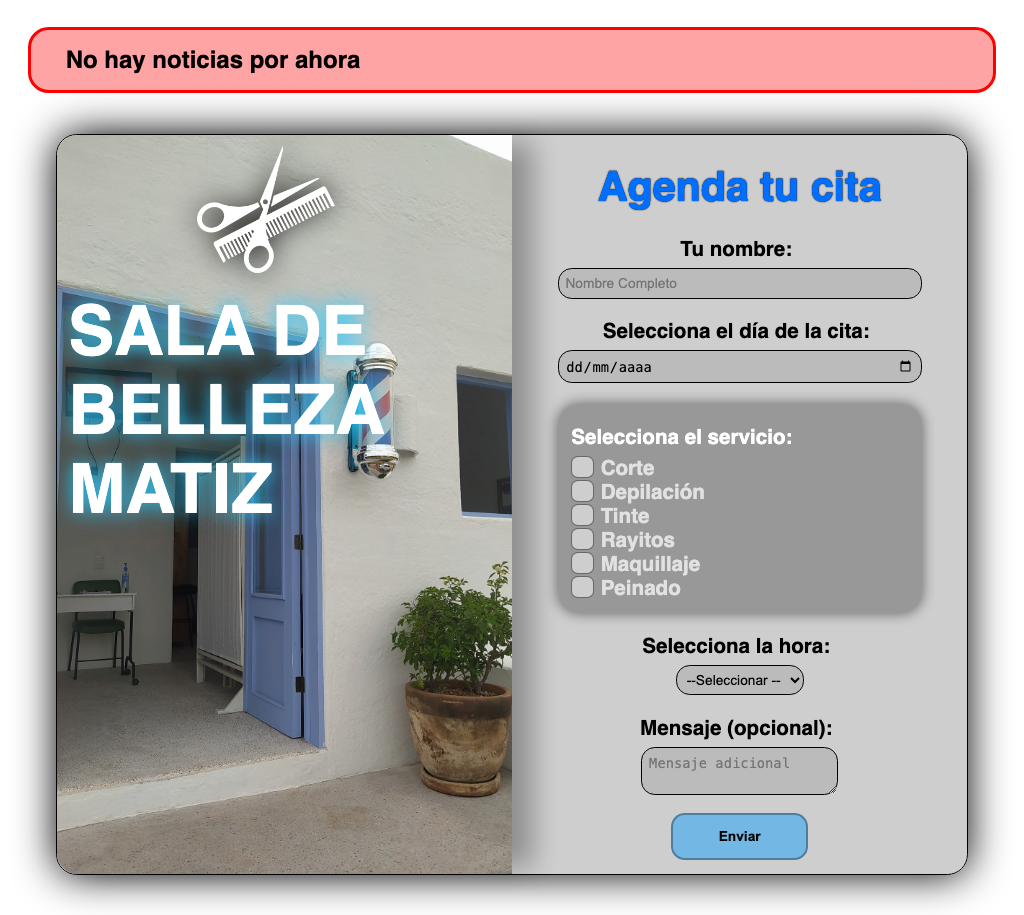 No hay noticias por ahora
SALA DE
BELLEZA
MATIZ
Agenda tu cita
Tu nombre:
Nombre Completo
Selecciona el día de la cita:
dd/mm/aaaa
Selecciona el servicio:
Corte
Depilación
Tinte
Rayitos
Maquillaje
Peinado
Selecciona la hora:
--Seleccionar --
Mensaje (opcional):
Mensaje adicional
Enviar